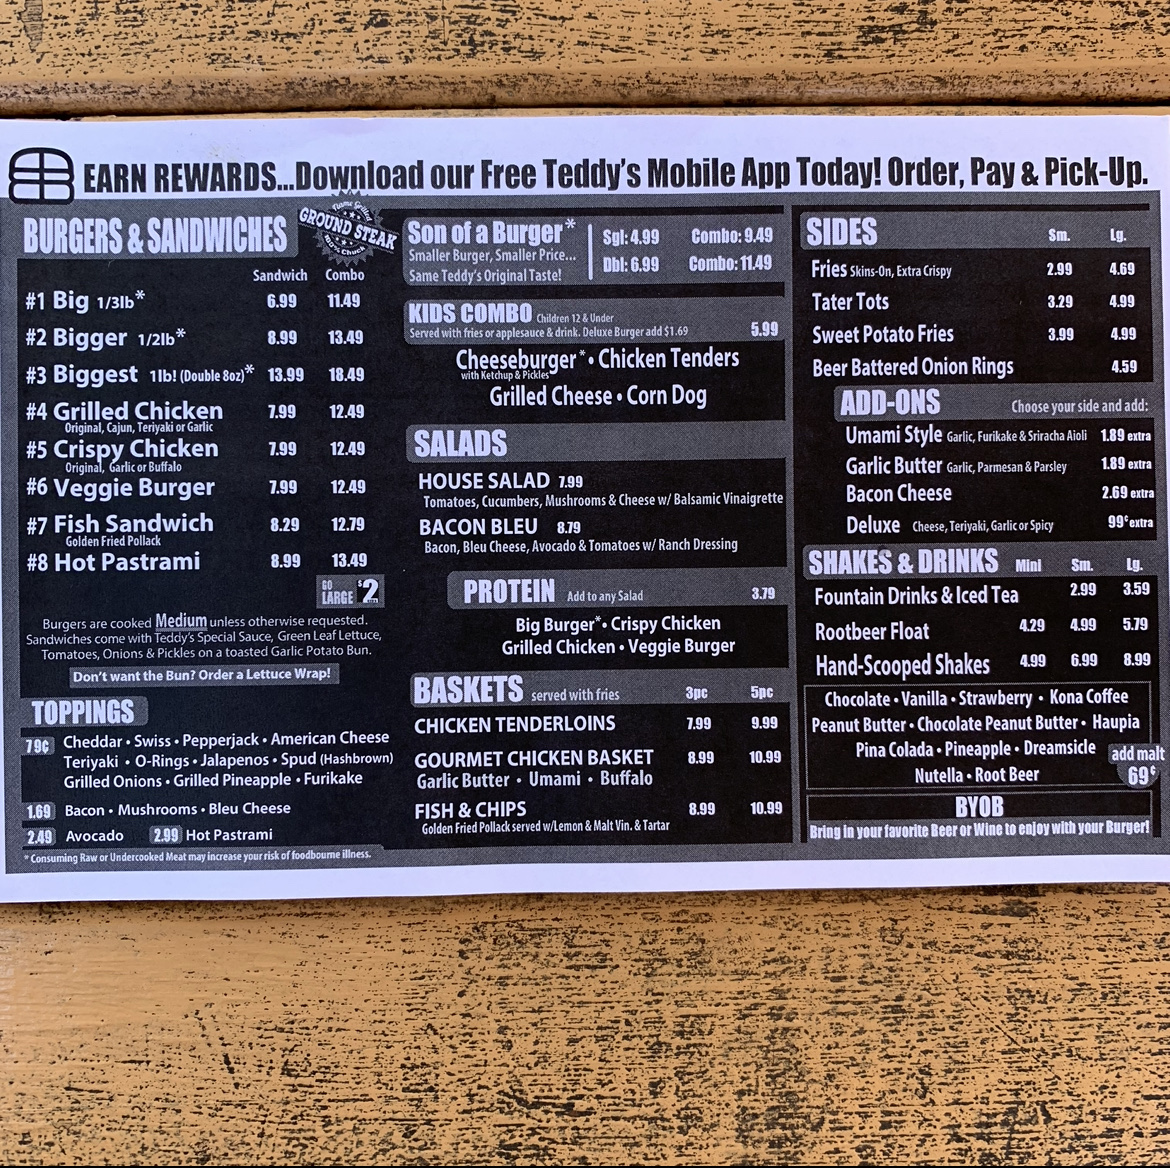 EARN REWARDS...Download our Free Teddy's Mobile App Today! Order, Pay & Pick-Up.
BURGERS & SANDWICHES
Flame Grilled
GROUND STEAK
100% Chuck
Sandwich Combo
#1 Big 1/3lb* 6.99 11.49
#2 Bigger 1/2lb* 8.99 13.49
#3 Biggest 1lb! (Double 8oz)* 13.99 18.49
#4 Grilled Chicken 7.99 12.49
Original, Cajun, Teriyaki or Garlic
#5 Crispy Chicken 7.99 12.49
Original, Garlic or Buffalo
#6 Veggie Burger 7.99 12.49
#7 Fish Sandwich 8.29 12.79
Golden Fried Pollack
#8 Hot Pastrami 8.99 13.49
GO LARGE $2
Burgers are cooked Medium unless otherwise requested.
Sandwiches come with Teddy's Special Sauce, Green Leaf Lettuce,
Tomatoes, Onions & Pickles on a toasted Garlic Potato Bun.
Don't want the Bun? Order a Lettuce Wrap!
TOPPINGS
79¢ Cheddar • Swiss • Pepperjack • American Cheese
Teriyaki • O-Rings • Jalapenos • Spud (Hashbrown)
Grilled Onions • Grilled Pineapple • Furikake
1.69 Bacon • Mushrooms • Bleu Cheese
2.49 Avocado 2.99 Hot Pastrami
* Consuming Raw or Undercooked Meat may increase your risk of foodbourne illness.
Son of a Burger* Sgl: 4.99 Combo: 9.49
Smaller Burger, Smaller Price...
Same Teddy's Original Taste! Dbl: 6.99 Combo: 11.49
KIDS COMBO Children 12 & Under
Served with fries or applesauce & drink. Deluxe Burger add $1.69 5.99
Cheeseburger* • Chicken Tenders
with Ketchup & Pickles
Grilled Cheese • Corn Dog
SALADS
HOUSE SALAD 7.99
Tomatoes, Cucumbers, Mushrooms & Cheese w/ Balsamic Vinaigrette
BACON BLEU 8.79
Bacon, Bleu Cheese, Avocado & Tomatoes w/ Ranch Dressing
PROTEIN Add to any Salad 3.79
Big Burger* • Crispy Chicken
Grilled Chicken • Veggie Burger
BASKETS served with fries 3pc 5pc
CHICKEN TENDERLOINS 7.99 9.99
GOURMET CHICKEN BASKET 8.99 10.99
Garlic Butter • Umami • Buffalo
FISH & CHIPS 8.99 10.99
Golden Fried Pollack served w/Lemon & Malt Vin. & Tartar
SIDES Sm. Lg.
Fries Skins-On, Extra Crispy 2.99 4.69
Tater Tots 3.29 4.99
Sweet Potato Fries 3.99 4.99
Beer Battered Onion Rings 4.59
ADD-ONS Choose your side and add:
Umami Style Garlic, Furikake & Sriracha Aioli 1.89 extra
Garlic Butter Garlic, Parmesan & Parsley 1.89 extra
Bacon Cheese 2.69 extra
Deluxe Cheese, Teriyaki, Garlic or Spicy 99¢ extra
SHAKES & DRINKS Mini Sm. Lg.
Fountain Drinks & Iced Tea 2.99 3.59
Rootbeer Float 4.29 4.99 5.79
Hand-Scooped Shakes 4.99 6.99 8.99
Chocolate • Vanilla • Strawberry • Kona Coffee
Peanut Butter • Chocolate Peanut Butter • Haupia
Pina Colada • Pineapple • Dreamsicle
Nutella • Root Beer
add malt
69¢
BYOB
Bring in your favorite Beer or Wine to enjoy with your Burger!